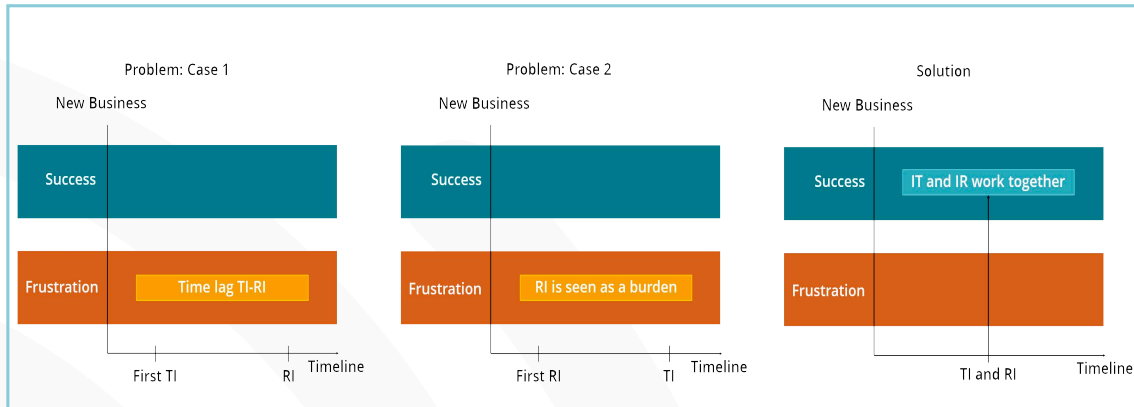 Problem: Case 1
New Business
Success
Frustration
Time lag TI-RI
First TI
RI
Timeline
Problem: Case 2
New Business
Success
Frustration
RI is seen as a burden
First RI
TI
Timeline
Solution
New Business
Success
IT and IR work together
Frustration
TI and RI
Timeline